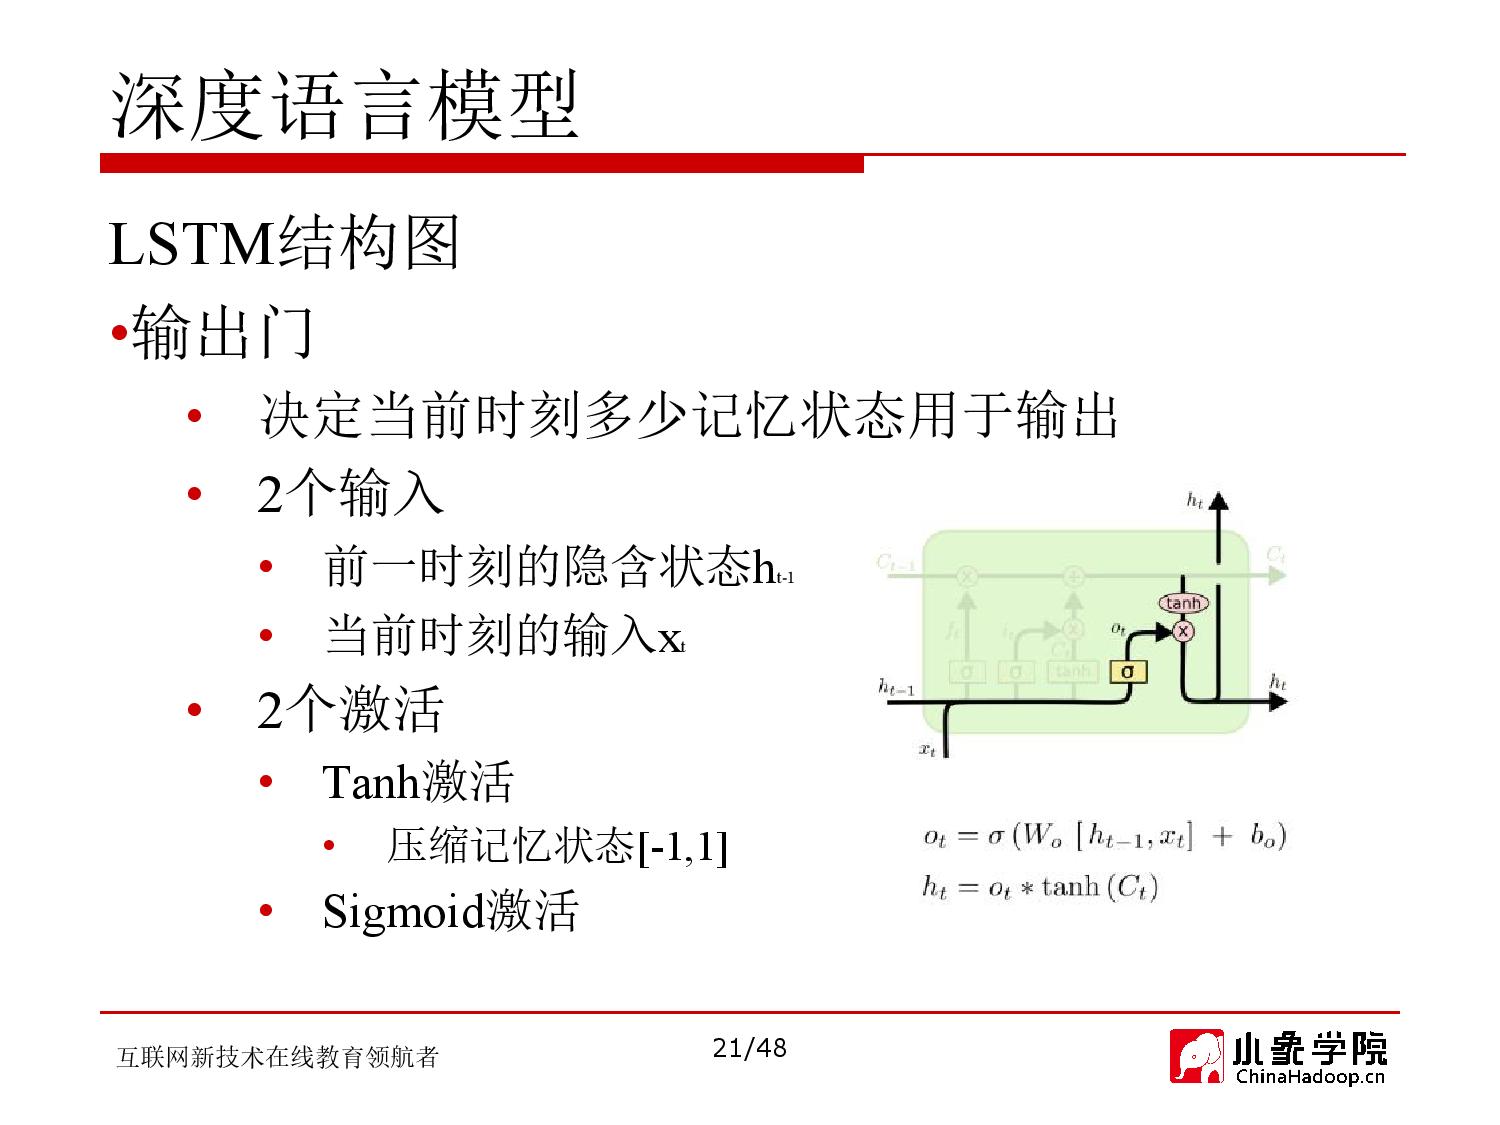 深度语言模型
LSTM结构图
•输出门
• 决定当前时刻多少记忆状态用于输出
• 2个输入
• 前一时刻的隐含状态h_{t-1}
• 当前时刻的输入x_t
• 2个激活
• Tanh激活
• 压缩记忆状态[-1,1]
• Sigmoid激活
h_t
C_{t-1}
C_t
tanh
f_t
i_t
o_t
C̃_t
σ
σ
tanh
σ
h_{t-1}
h_t
x_t
o_t = σ (W_o [h_{t-1}, x_t] + b_o)
h_t = o_t * tanh (C_t)
互联网新技术在线教育领航者
21/48
小象学院
ChinaHadoop.cn